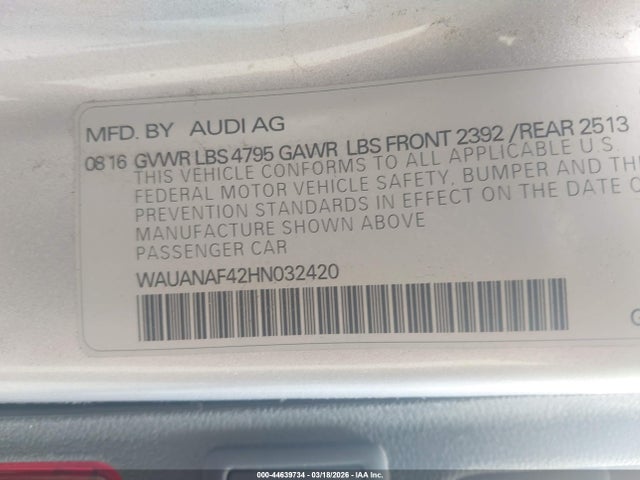 MFD. BY AUDI AG
08 16 GVWR LBS 4795 GAWR LBS FRONT 2392 /REAR 2513
THIS VEHICLE CONFORMS TO ALL APPLICABLE U.S.
FEDERAL MOTOR VEHICLE SAFETY, BUMPER AND
PREVENTION STANDARDS IN EFFECT ON THE DATE
MANUFACTURE SHOWN ABOVE
PASSENGER CAR
WAUANAF42HN032420
000-44639734 - 03/18/2026 - IAA Inc.